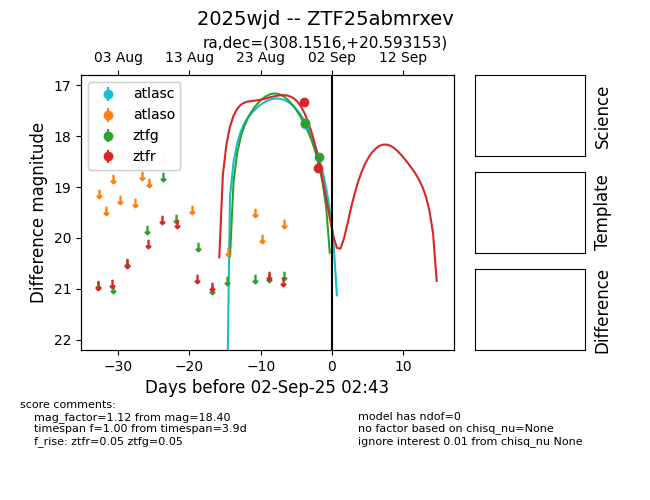 2025wjd -- ZTF25abmrxev
ra,dec=(308.1516,+20.593153)
03 Aug 13 Aug 23 Aug 02 Sep 12 Sep
17
18
19
20
21
22
Difference magnitude
atlasc
atlaso
ztfg
ztfr
−30 −20 −10 0 10
Days before 02-Sep-25 02:43
Science
Template
Difference
score comments:
mag_factor=1.12 from mag=18.40
timespan f=1.00 from timespan=3.9d
f_rise: ztfr=0.05 ztfg=0.05
model has ndof=0
no factor based on chisq_nu=None
ignore interest 0.01 from chisq_nu None